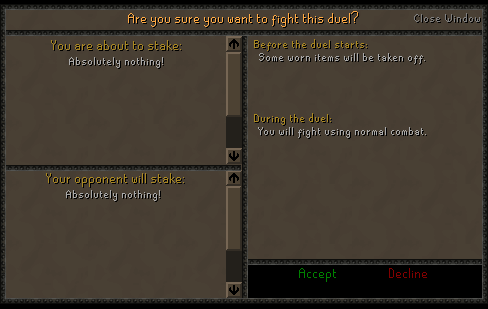 Are you sure you want to fight this duel?
Close Window
You are about to stake:
Absolutely nothing!
Your opponent will stake:
Absolutely nothing!
Before the duel starts:
Some worn items will be taken off.
During the duel:
You will fight using normal combat.
Accept
Decline